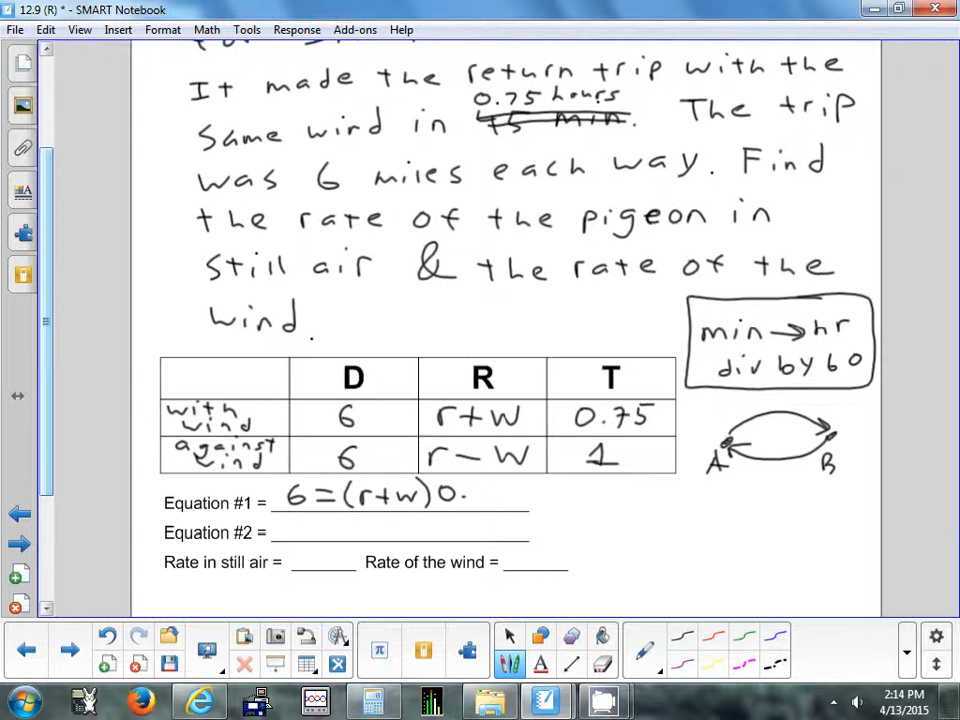 12.9 (R) * - SMART Notebook
File Edit View Insert Format Math Tools Response Add-ons Help
It made the return trip with the
0.75 hours
same wind in 45 min. The trip
was 6 miles each way. Find
the rate of the pigeon in
still air & the rate of the
wind.
min → hr
div by 60
D R T
with wind 6 r+w 0.75
against wind 6 r-w 1
A B
Equation #1 = 6=(r+w)0.
Equation #2 = 
Rate in still air = Rate of the wind =
2:14 PM
4/13/2015